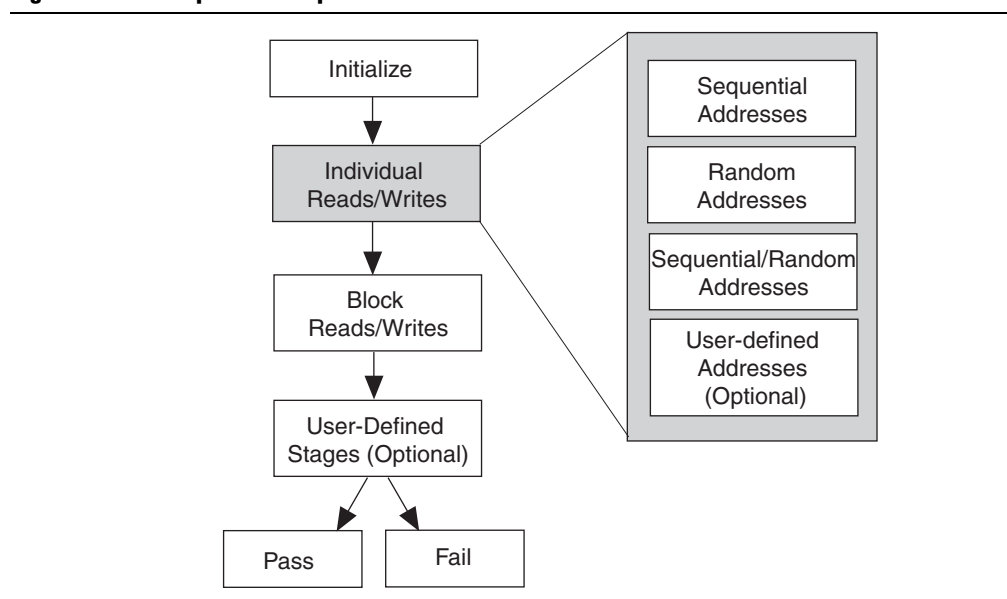 Initialize
Individual
Reads/Writes
Block
Reads/Writes
User-Defined
Stages (Optional)
Pass
Fail
Sequential
Addresses
Random
Addresses
Sequential/Random
Addresses
User-defined
Addresses
(Optional)